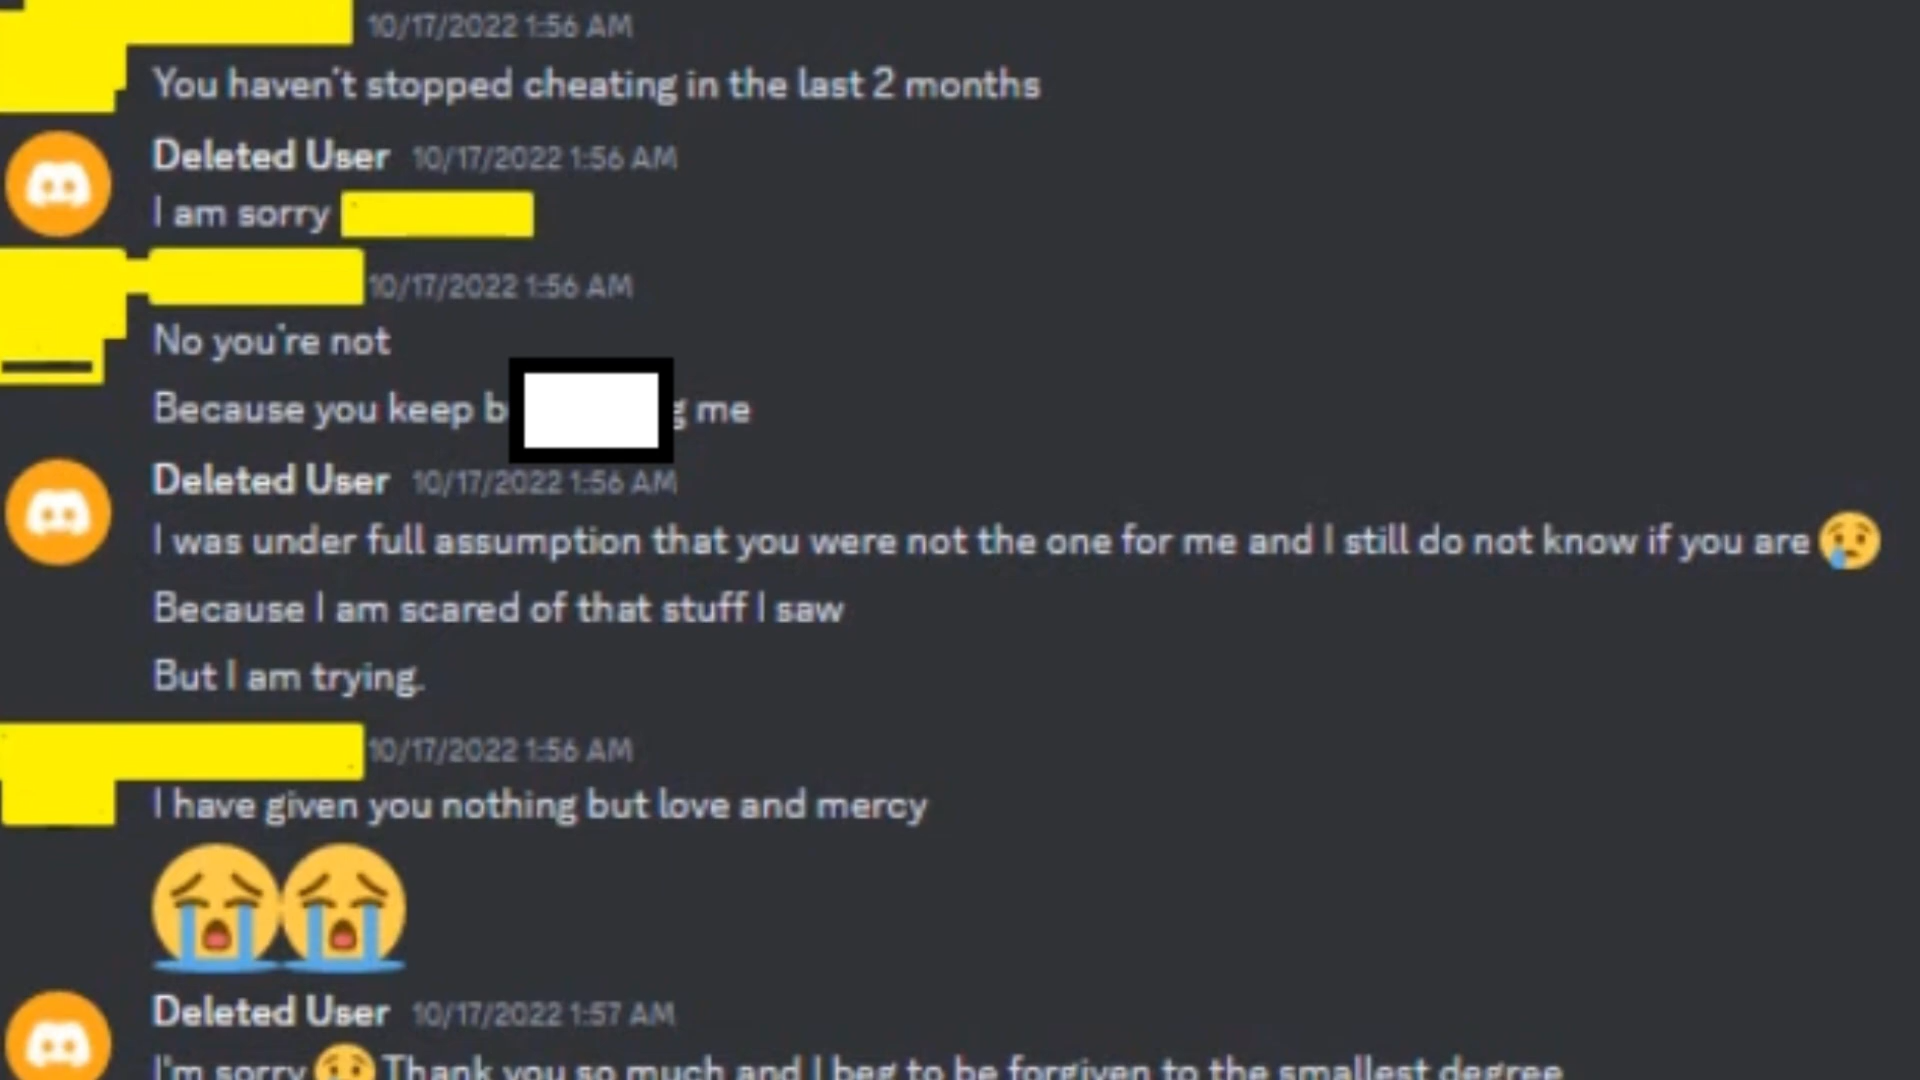 10/17/2022 1:56 AM
You haven't stopped cheating in the last 2 months
Deleted User 10/17/2022 1:56 AM
I am sorry
10/17/2022 1:56 AM
No you're not
Because you keep me
Deleted User 10/17/2022 1:56 AM
I was under full assumption that you were not the one for me and I still do not know if you are 😢
Because I am scared of that stuff I saw
But I am trying.
10/17/2022 1:56 AM
I have given you nothing but love and mercy
😭😭
Deleted User 10/17/2022 1:57 AM
I'm sorry 😢 Thank you so much and I beg to be forgiven to the smallest degree